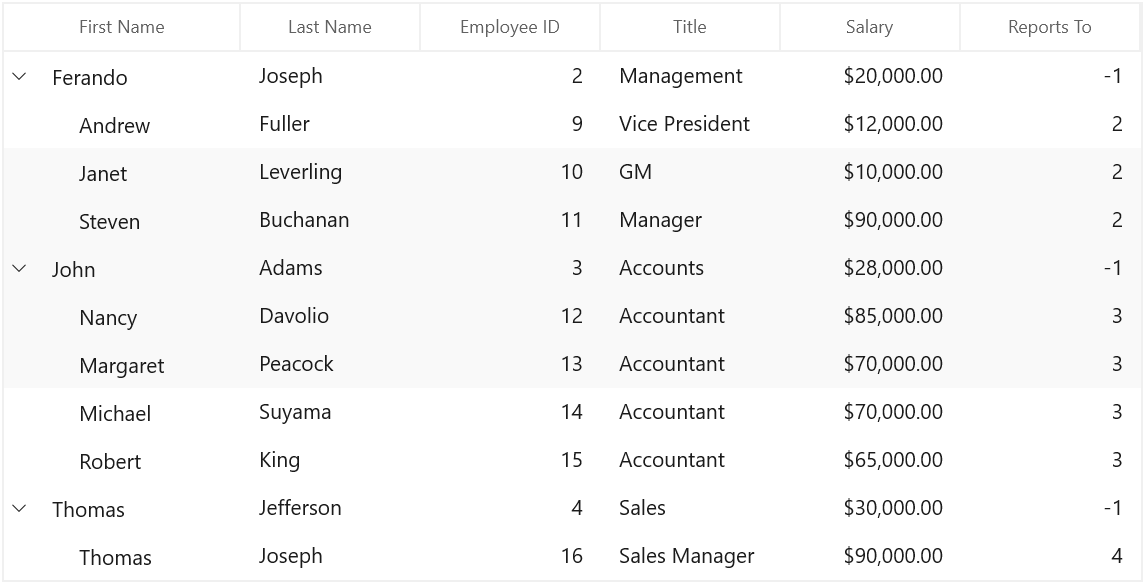 First Name Last Name Employee ID Title Salary Reports To
Ferando Joseph 2 Management $20,000.00 -1
Andrew Fuller 9 Vice President $12,000.00 2
Janet Leverling 10 GM $10,000.00 2
Steven Buchanan 11 Manager $90,000.00 2
John Adams 3 Accounts $28,000.00 -1
Nancy Davolio 12 Accountant $85,000.00 3
Margaret Peacock 13 Accountant $70,000.00 3
Michael Suyama 14 Accountant $70,000.00 3
Robert King 15 Accountant $65,000.00 3
Thomas Jefferson 4 Sales $30,000.00 -1
Thomas Joseph 16 Sales Manager $90,000.00 4